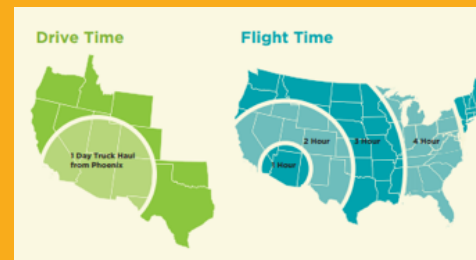 Drive Time
Flight Time
1 Day Truck Haul
from Phoenix
1 Hour
2 Hour
3 Hour
4 Hour